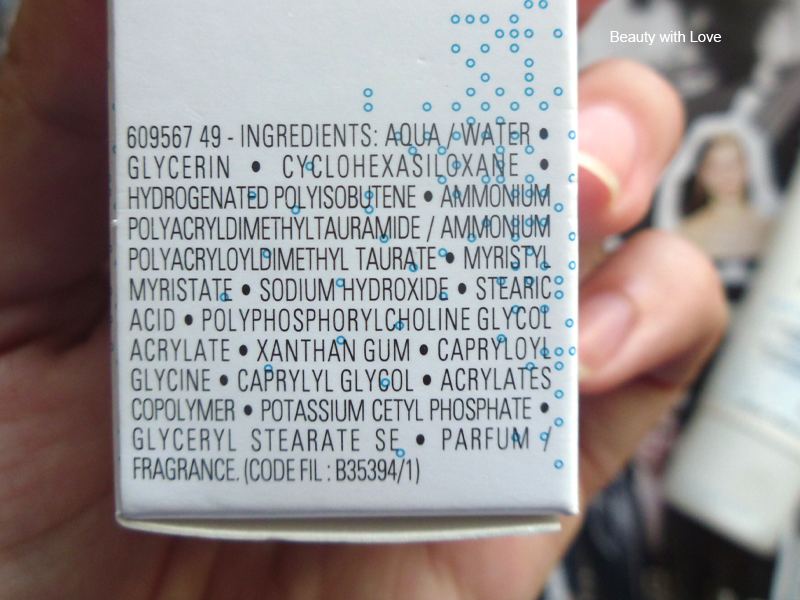 Beauty with Love
609567 49 - INGREDIENTS: AQUA / WATER •
GLYCERIN • CYCLOHEXASILOXANE •
HYDROGENATED POLYISOBUTENE • AMMONIUM
POLYACRYLDIMETHYLTAURAMIDE / AMMONIUM
POLYACRYLOYLDIMETHYL TAURATE • MYRISTYL
MYRISTATE • SODIUM HYDROXIDE • STEARIC
ACID • POLYPHOSPHORYLCHOLINE GLYCOL
ACRYLATE • XANTHAN GUM • CAPRYLOYL
GLYCINE • CAPRYLYL GLYCOL • ACRYLATES
COPOLYMER • POTASSIUM CETYL PHOSPHATE •
GLYCERYL STEARATE SE • PARFUM /
FRAGRANCE. (CODE FIL : B35394/1)